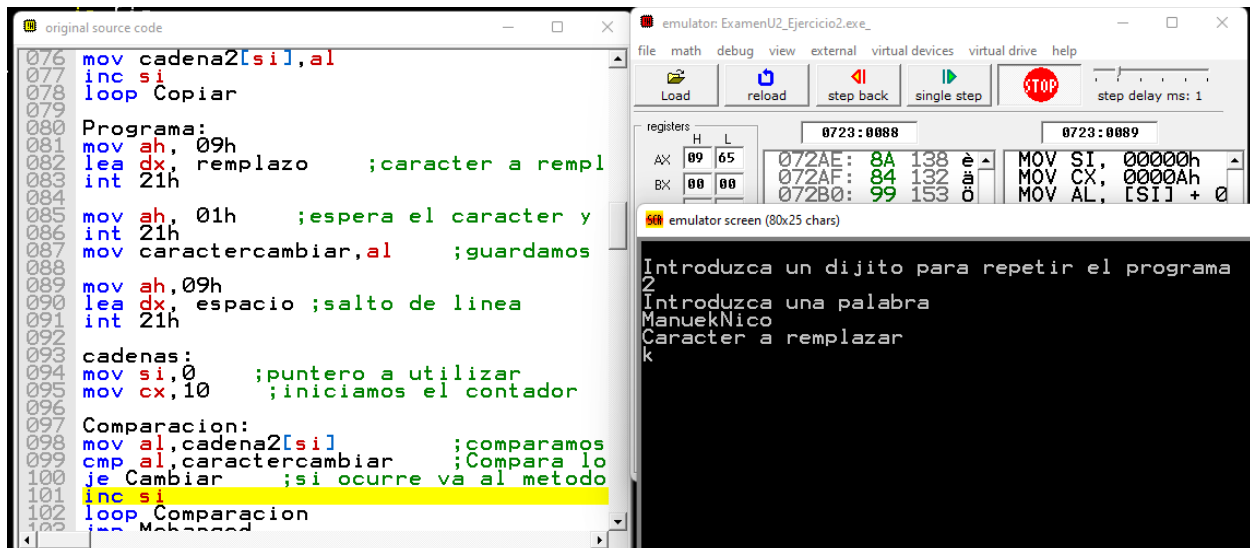 original source code
076 mov cadena2[si],al
077 inc si
078 loop Copiar
079
080 Programa:
081 mov ah, 09h
082 lea dx, remplazo ;caracter a rempl
083 int 21h
084
085 mov ah, 01h ;espera el caracter y
086 int 21h
087 mov caractercambiar,al ;guardamos
088
089 mov ah,09h
090 lea dx, espacio ;salto de linea
091 int 21h
092
093 cadenas:
094 mov si,0 ;puntero a utilizar
095 mov cx,10 ;iniciamos el contador
096
097 Comparacion:
098 mov al,cadena2[si] ;comparamos
099 cmp al,caractercambiar ;Compara lo
100 je Cambiar ;si ocurre va al metodo
101 inc si
102 loop Comparacion
103 jmp
emulator: ExamenU2_Ejercicio2.exe_
file math debug view external virtual devices virtual drive help
Load reload step back single step STOP step delay ms: 1
registers
H L
0723:0088 0723:0089
AX 09 65
BX 00 00
072AE: 8A 138 è
072AF: 84 132 ä
072B0: 99 153 Ö
MOV SI, 00000h
MOV CX, 0000Ah
MOV AL, [SI] + 0
SCR emulator screen (80x25 chars)
Introduzca un dijito para repetir el programa
2
Introduzca una palabra
ManuekNico
Caracter a remplazar
k